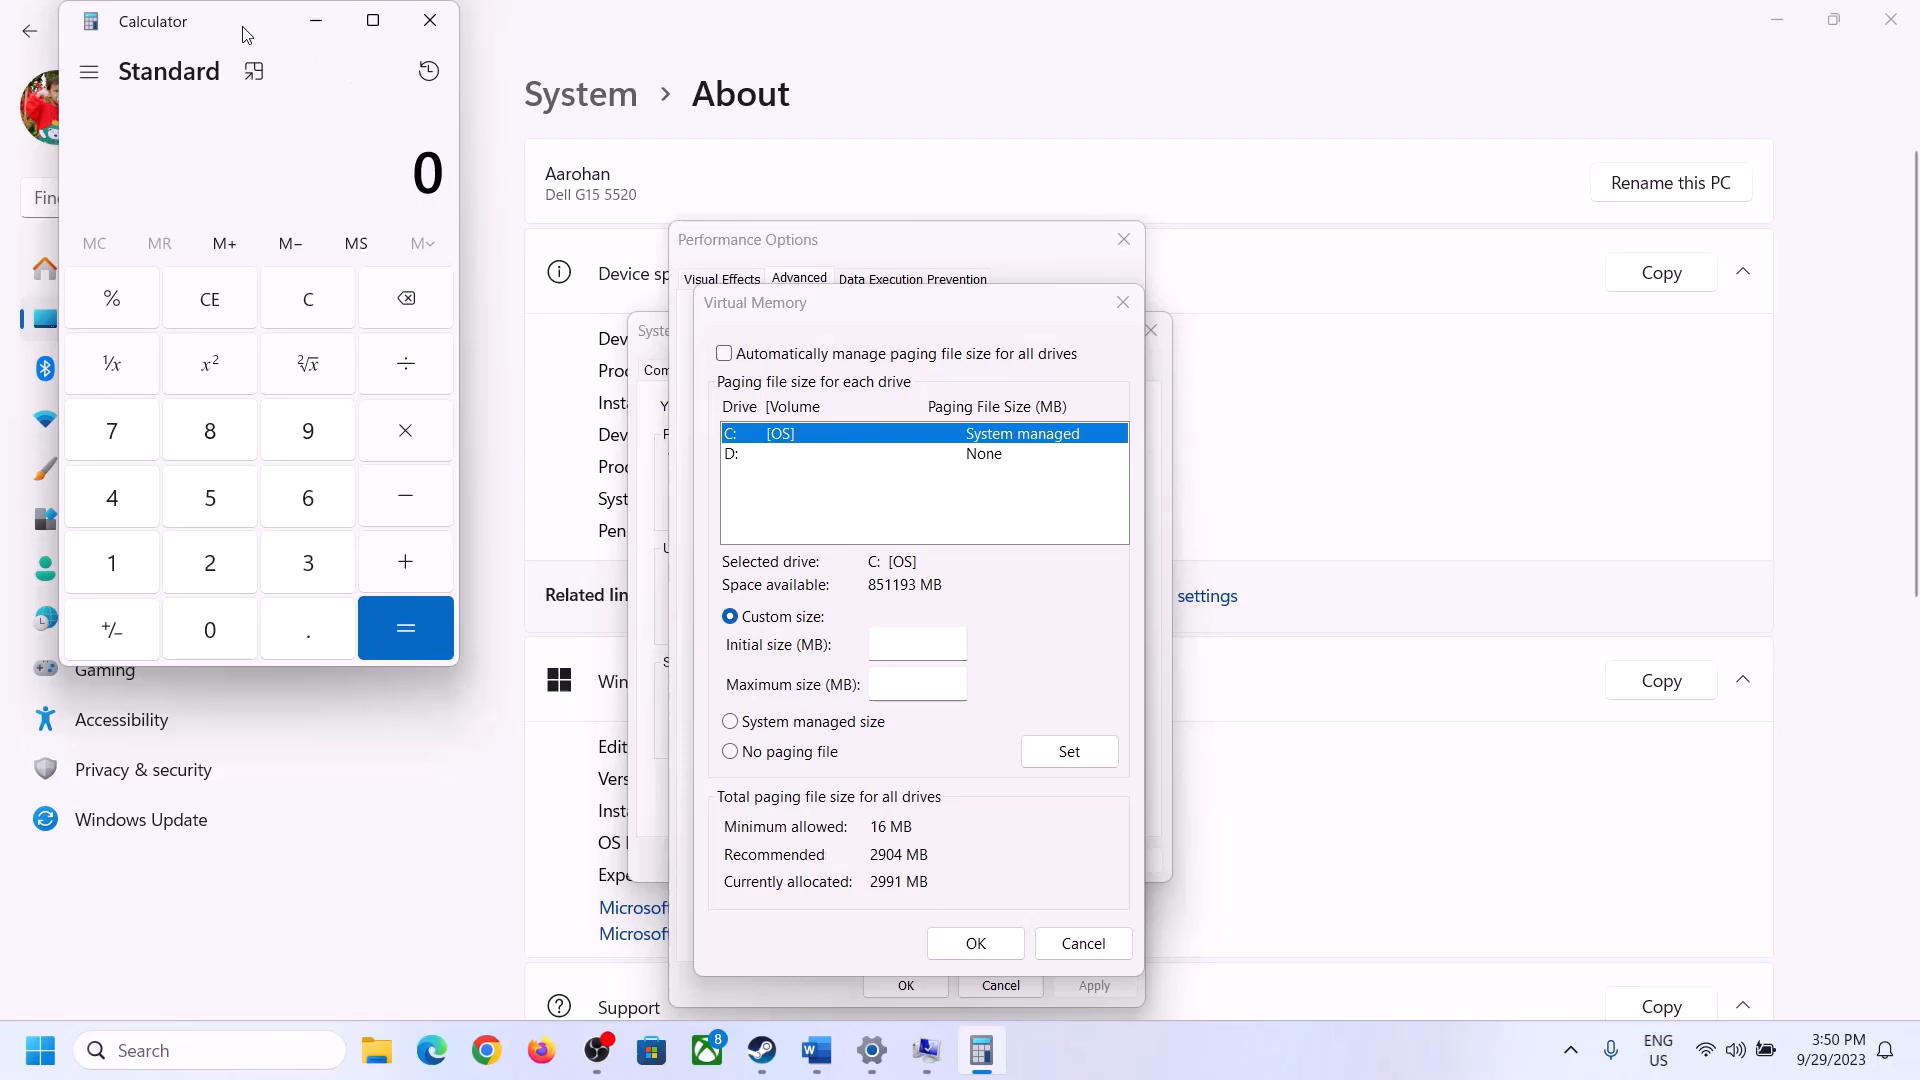 Calculator
Standard
0
MC MR M+ M− MS M
% CE C
¹/x x² ²√x ÷
7 8 9 ×
4 5 6 −
1 2 3 +
+/− 0 . =
Gaming
Accessibility
Privacy & security
Windows Update
System > About
Aarohan
Dell G15 5520
Rename this PC
Device sp
Copy
Related lin
settings
Copy
Support
Copy
Microsof
Microsof
Performance Options
Visual Effects Advanced Data Execution Prevention
Virtual Memory
Automatically manage paging file size for all drives
Paging file size for each drive
Drive [Volume Paging File Size (MB)
C: [OS] System managed
D: None
Selected drive: C: [OS]
Space available: 851193 MB
Custom size:
Initial size (MB):
Maximum size (MB):
System managed size
No paging file
Set
Total paging file size for all drives
Minimum allowed: 16 MB
Recommended 2904 MB
Currently allocated: 2991 MB
OK Cancel
OK Cancel Apply
Search
8
ENG
US
3:50 PM
9/29/2023